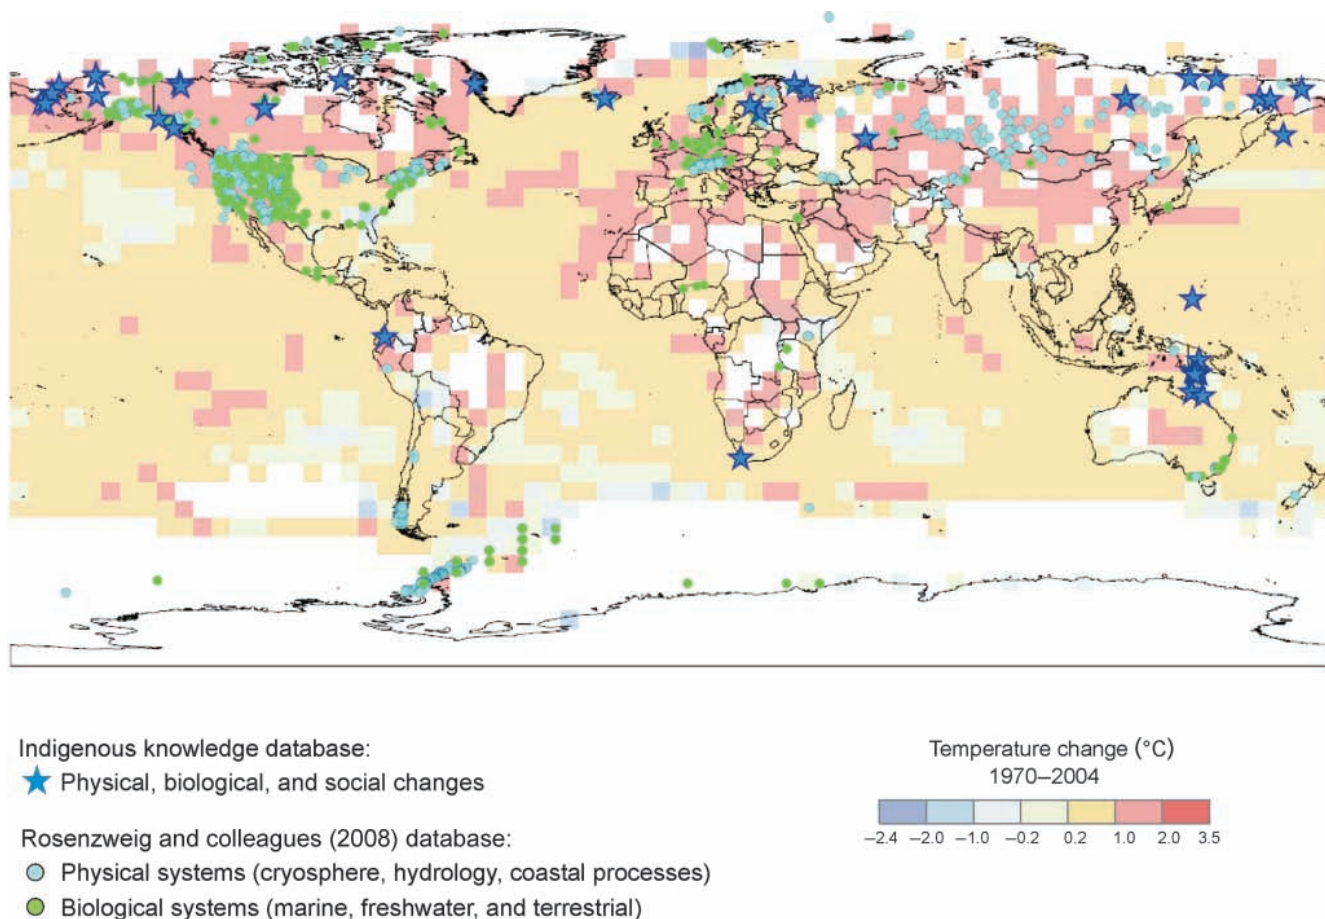 Indigenous knowledge database:
Physical, biological, and social changes
Rosenzweig and colleagues (2008) database:
Physical systems (cryosphere, hydrology, coastal processes)
Biological systems (marine, freshwater, and terrestrial)
Temperature change (°C)
1970–2004
–2.4 –2.0 –1.0 –0.2 0.2 1.0 2.0 3.5